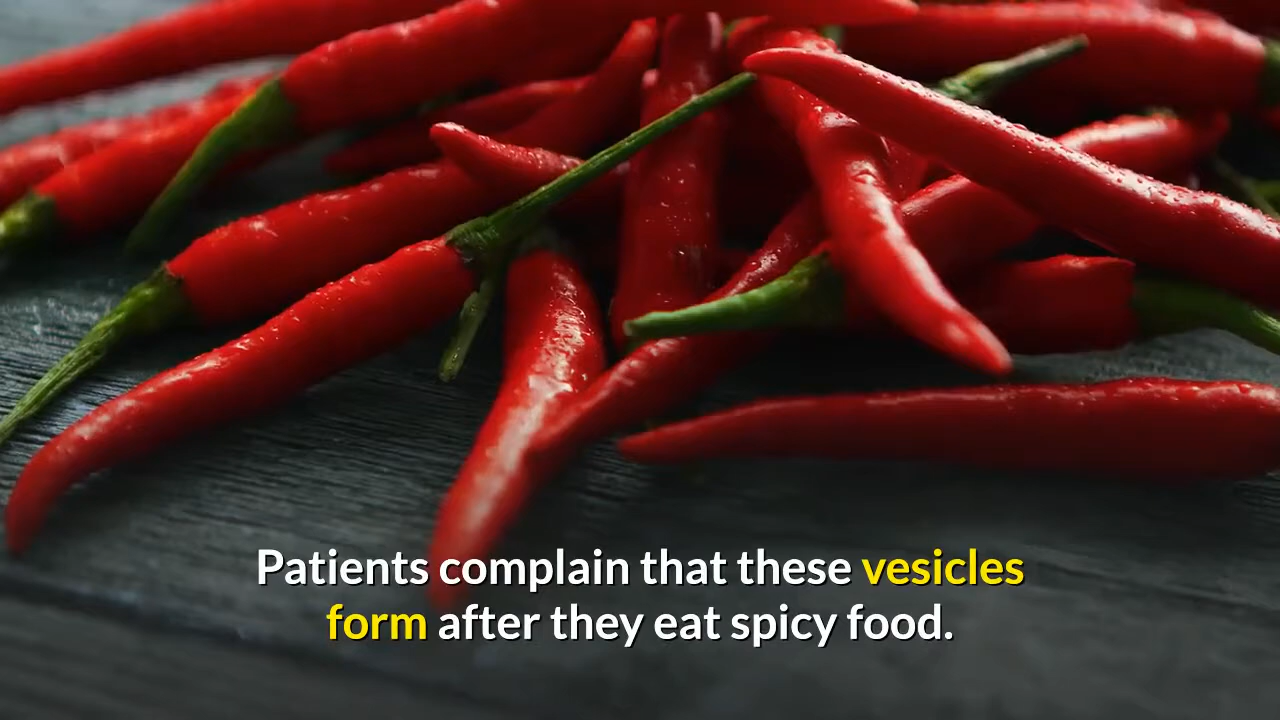 Patients complain that these vesicles
form after they eat spicy food.